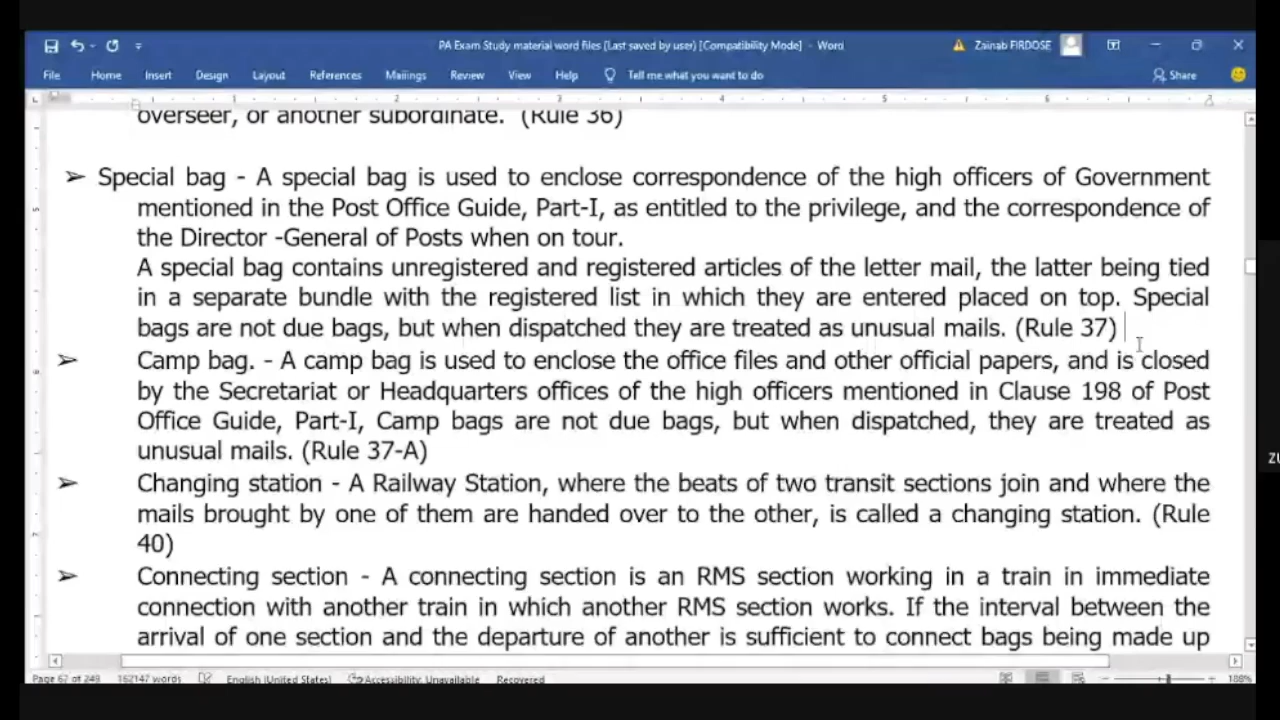 PA Exam Study material word files (Last saved by user) [Compatibility Mode] - Word
Zainab FIRDOSE
File Home Insert Design Layout References Mailings Review View Help Tell me what you want to do Share
overseer, or another subordinate. (Rule 36)
➢ Special bag - A special bag is used to enclose correspondence of the high officers of Government
mentioned in the Post Office Guide, Part-I, as entitled to the privilege, and the correspondence of
the Director -General of Posts when on tour.
A special bag contains unregistered and registered articles of the letter mail, the latter being tied
in a separate bundle with the registered list in which they are entered placed on top. Special
bags are not due bags, but when dispatched they are treated as unusual mails. (Rule 37)
➢ Camp bag. - A camp bag is used to enclose the office files and other official papers, and is closed
by the Secretariat or Headquarters offices of the high officers mentioned in Clause 198 of Post
Office Guide, Part-I, Camp bags are not due bags, but when dispatched, they are treated as
unusual mails. (Rule 37-A)
➢ Changing station - A Railway Station, where the beats of two transit sections join and where the
mails brought by one of them are handed over to the other, is called a changing station. (Rule
40)
➢ Connecting section - A connecting section is an RMS section working in a train in immediate
connection with another train in which another RMS section works. If the interval between the
arrival of one section and the departure of another is sufficient to connect bags being made up
Page 67 of 248 162147 words English (United States) Accessibility: Unavailable Recovered
ZU